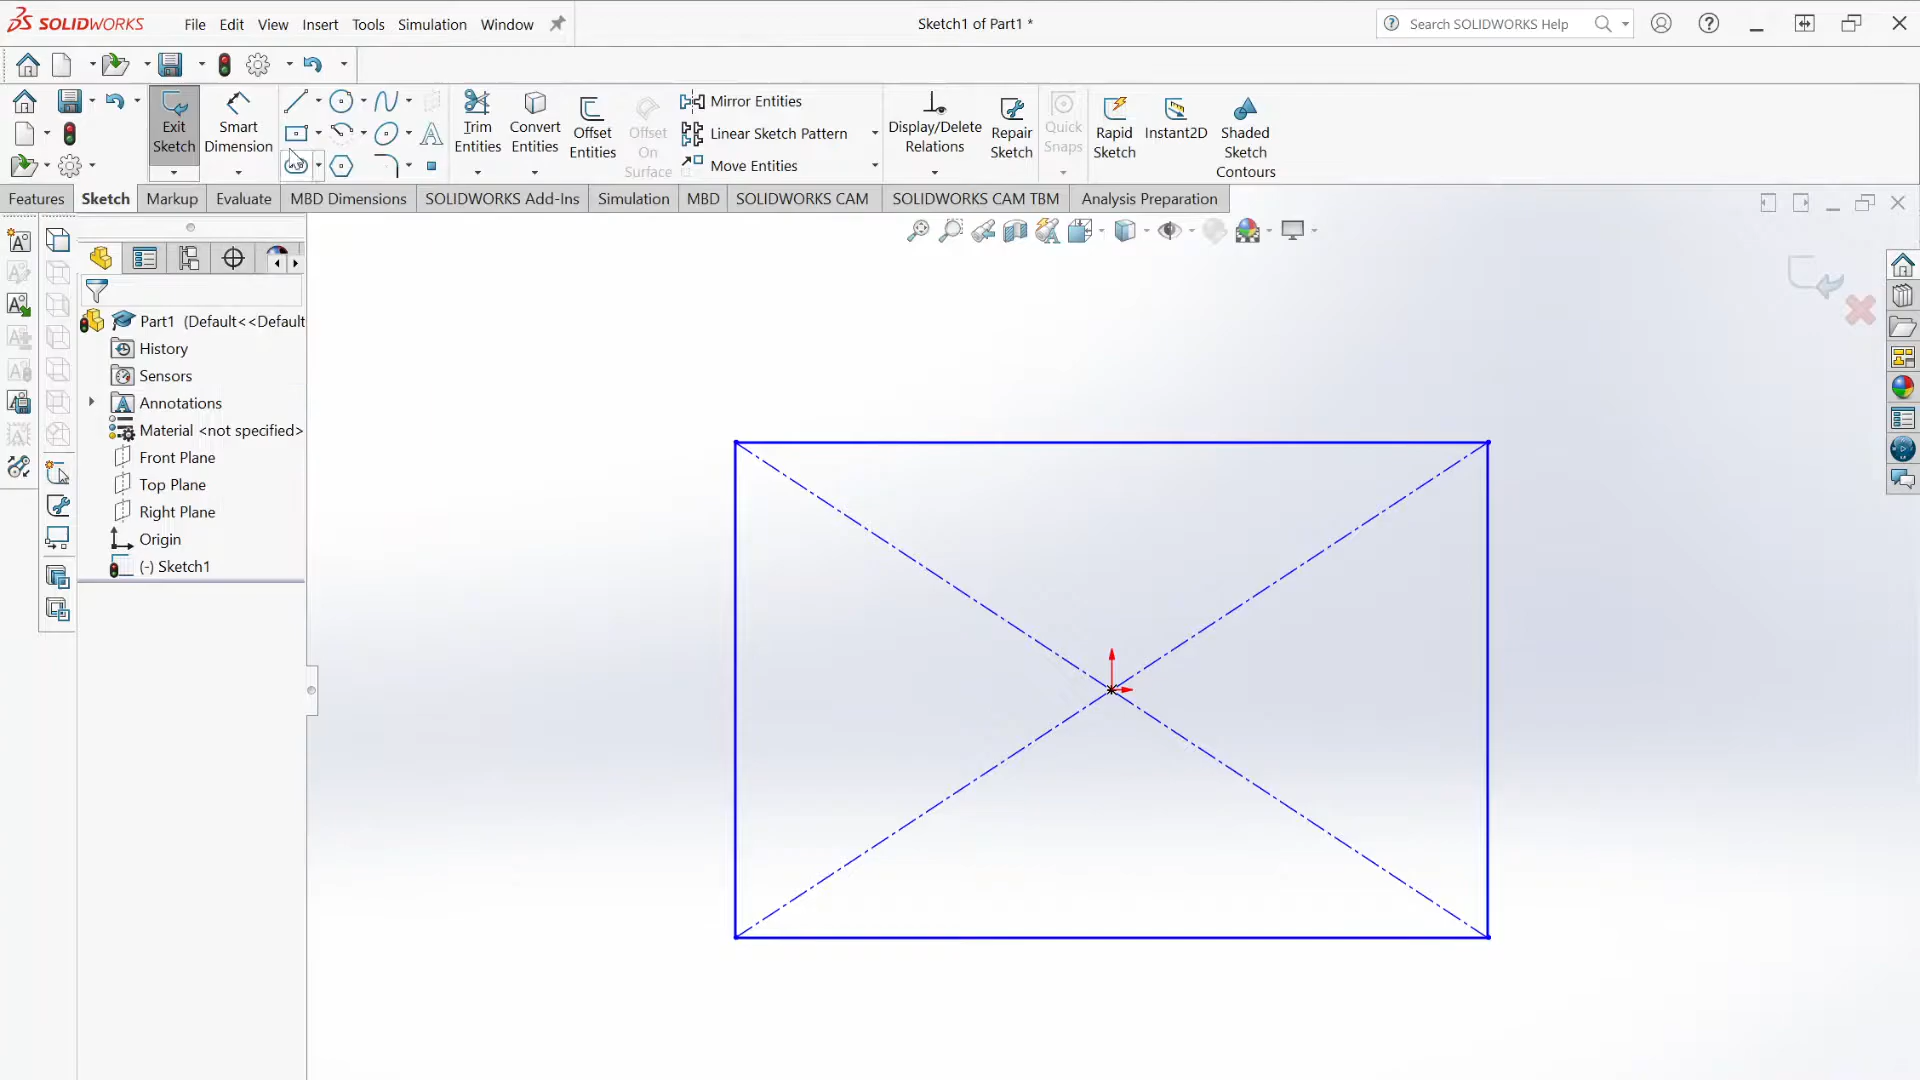 SOLIDWORKS File Edit View Insert Tools Simulation Window Sketch1 of Part1 * Search SOLIDWORKS Help
Exit Sketch
Smart Dimension
Trim Entities
Convert Entities
Offset Entities
Offset On Surface
Mirror Entities
Linear Sketch Pattern
Move Entities
Display/Delete Relations
Repair Sketch
Quick Snaps
Rapid Sketch
Instant2D
Shaded Sketch Contours
Features Sketch Markup Evaluate MBD Dimensions SOLIDWORKS Add-Ins Simulation MBD SOLIDWORKS CAM SOLIDWORKS CAM TBM Analysis Preparation
Part1 (Default<<Default
History
Sensors
Annotations
Material <not specified>
Front Plane
Top Plane
Right Plane
Origin
(-) Sketch1